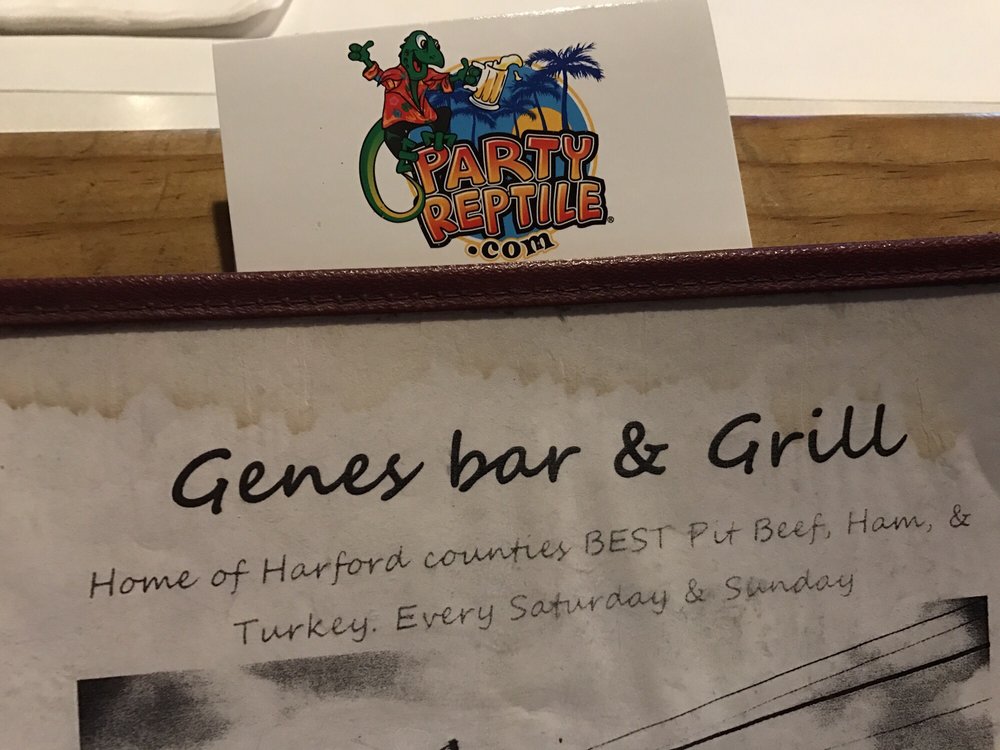 PARTY
REPTILE®
.com
Genes bar & Grill
Home of Harford counties BEST Pit Beef, Ham, &
Turkey. Every Saturday & Sunday